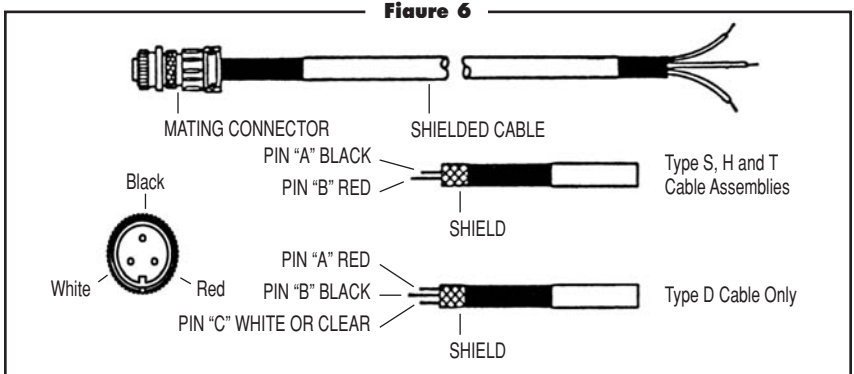 Figure 6
MATING CONNECTOR
SHIELDED CABLE
PIN “A” BLACK
PIN “B” RED
SHIELD
Type S, H and T
Cable Assemblies
Black
White
Red
PIN “A” RED
PIN “B” BLACK
PIN “C” WHITE OR CLEAR
SHIELD
Type D Cable Only